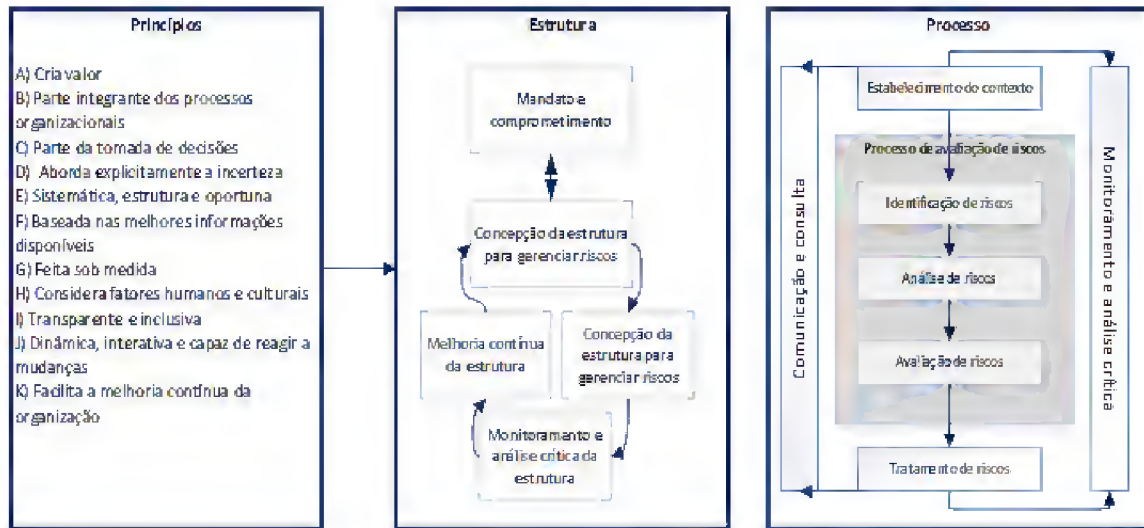 Princípios
A) Cria valor
B) Parte integrante dos processos
organizacionais
C) Parte da tomada de decisões
D) Aborda explicitamente a incerteza
E) Sistemática, estrutura e oportuna
F) Baseada nas melhores informações
disponíveis
G) Feita sob medida
H) Considera fatores humanos e culturais
I) Transparente e inclusiva
J) Dinâmica, interativa e capaz de reagir a
mudanças
K) Facilita a melhoria contínua da
organização
Estrutura
Mandato e
comprometimento
Concepção da estrutura
para gerenciar riscos
Melhoria contínua
da estrutura
Concepção da
estrutura para
gerenciar riscos
Monitoramento e
análise crítica da
estrutura
Processo
Comunicação e consulta
Estabelecimento do contexto
Processo de avaliação de riscos
Identificação de riscos
Análise de riscos
Avaliação de riscos
Tratamento de riscos
Monitoramento e análise crítica